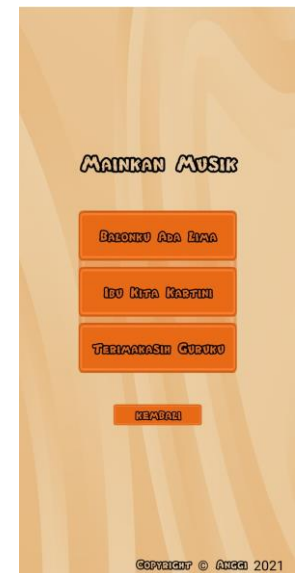 Mainkan Musik
Balonku Ada Lima
Ibu Kita Kartini
Terimakasih Guruku
Kembali
Copyright © Anggi 2021